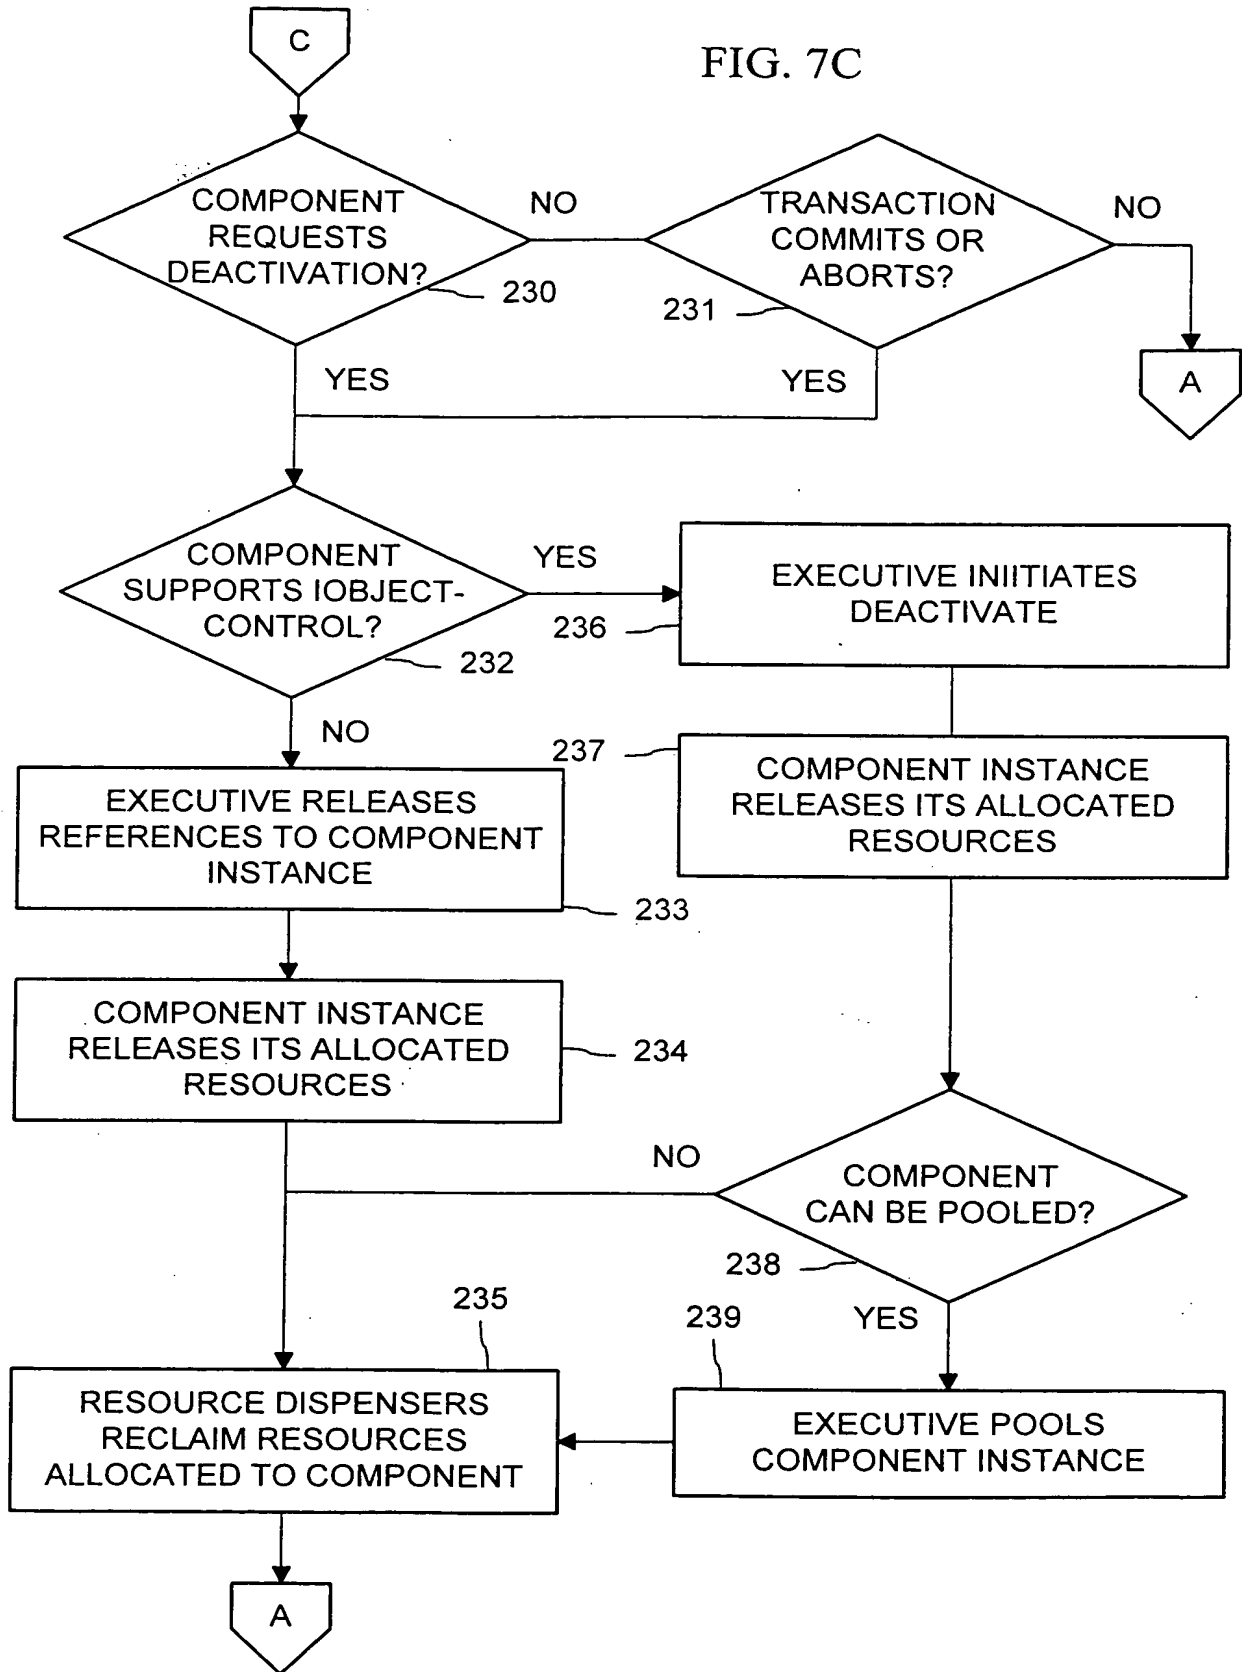 C
FIG. 7C
COMPONENT
REQUESTS
DEACTIVATION?
230
NO
TRANSACTION
COMMITS OR
ABORTS?
231
NO
A
YES
YES
COMPONENT
SUPPORTS IOBJECT-
CONTROL?
232
YES
EXECUTIVE INIITIATES
DEACTIVATE
236
NO
237
COMPONENT INSTANCE
RELEASES ITS ALLOCATED
RESOURCES
EXECUTIVE RELEASES
REFERENCES TO COMPONENT
INSTANCE
233
COMPONENT INSTANCE
RELEASES ITS ALLOCATED
RESOURCES
234
NO
COMPONENT
CAN BE POOLED?
238
YES
235
239
RESOURCE DISPENSERS
RECLAIM RESOURCES
ALLOCATED TO COMPONENT
EXECUTIVE POOLS
COMPONENT INSTANCE
A